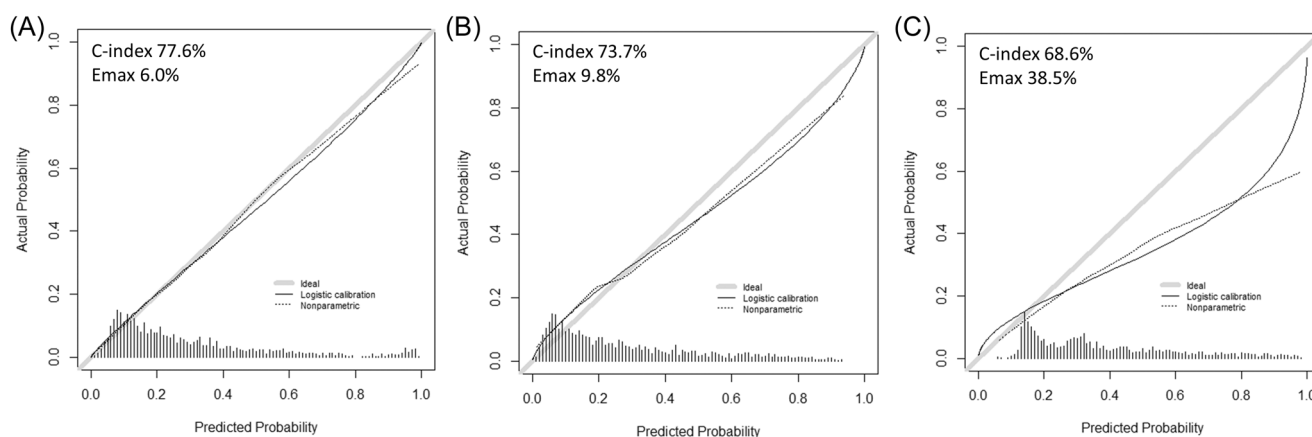 (A)
C-index 77.6%
Emax 6.0%
Actual Probability
0.0
0.2
0.4
0.6
0.8
1.0
Ideal
Logistic calibration
Nonparametric
0.0 0.2 0.4 0.6 0.8 1.0
Predicted Probability
(B)
C-index 73.7%
Emax 9.8%
Actual Probability
0.0
0.2
0.4
0.6
0.8
1.0
Ideal
Logistic calibration
Nonparametric
0.0 0.2 0.4 0.6 0.8 1.0
Predicted Probability
(C)
C-index 68.6%
Emax 38.5%
Actual Probability
0.0
0.2
0.4
0.6
0.8
1.0
Ideal
Logistic calibration
Nonparametric
0.0 0.2 0.4 0.6 0.8 1.0
Predicted Probability